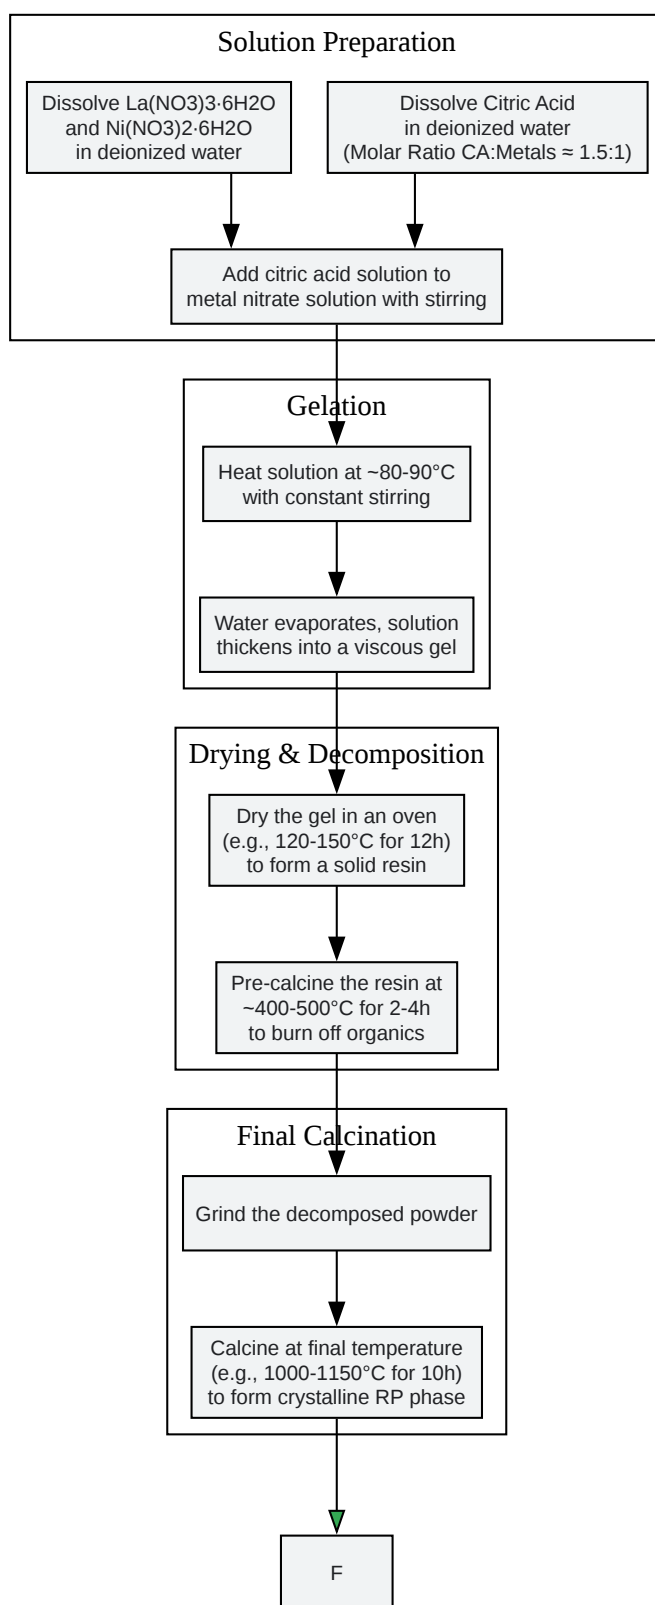 Solution Preparation
Dissolve La(NO3)3·6H2O
and Ni(NO3)2·6H2O
in deionized water
Dissolve Citric Acid
in deionized water
(Molar Ratio CA:Metals ≈ 1.5:1)
Add citric acid solution to
metal nitrate solution with stirring
Gelation
Heat solution at ~80-90°C
with constant stirring
Water evaporates, solution
thickens into a viscous gel
Drying & Decomposition
Dry the gel in an oven
(e.g., 120-150°C for 12h)
to form a solid resin
Pre-calcine the resin at
~400-500°C for 2-4h
to burn off organics
Final Calcination
Grind the decomposed powder
Calcine at final temperature
(e.g., 1000-1150°C for 10h)
to form crystalline RP phase
F